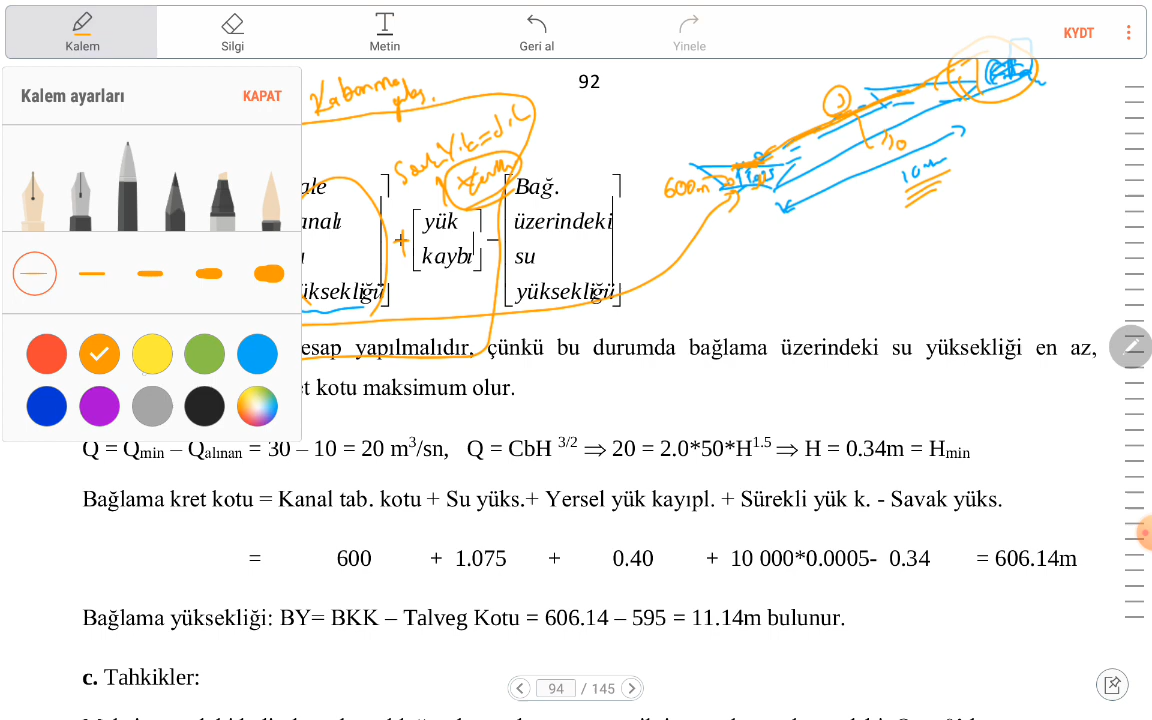 Kalem
Silgi
Metin
Geri al
Yinele
KYDT
Kalem ayarları
KAPAT
92
Kabarma
600m
10 km
30
ale
Bağ.
analı
+ yük
üzerindeki
kaybı
−
su
üksekliği
yüksekliği
esap yapılmalıdır, çünkü bu durumda bağlama üzerindeki su yüksekliği en az,
et kotu maksimum olur.
Q = Qmin – Qalınan = 30 – 10 = 20 m³/sn, Q = CbH 3/2 ⇒ 20 = 2.0*50*H1.5 ⇒ H = 0.34m = Hmin
Bağlama kret kotu = Kanal tab. kotu + Su yüks.+ Yersel yük kayıpl. + Sürekli yük k. - Savak yüks.
= 600 + 1.075 + 0.40 + 10 000*0.0005- 0.34 = 606.14m
Bağlama yüksekliği: BY= BKK – Talveg Kotu = 606.14 – 595 = 11.14m bulunur.
c. Tahkikler:
94 / 145